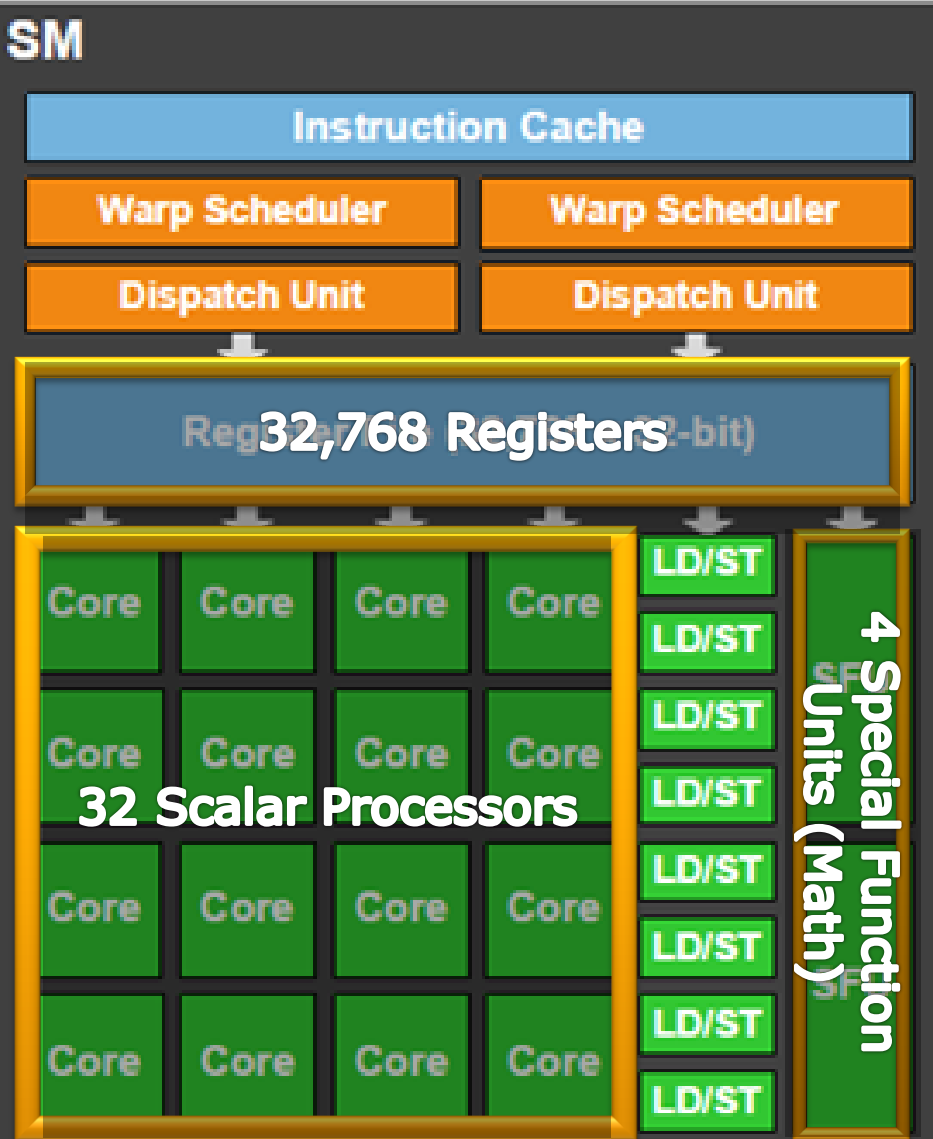 SM
Instruction Cache
Warp Scheduler Warp Scheduler
Dispatch Unit Dispatch Unit
32,768 Registers
-bit)
Core Core Core Core LD/ST
LD/ST
Core Core Core Core LD/ST
32 Scalar Processors LD/ST
Core Core Core Core LD/ST
LD/ST
Core Core Core Core LD/ST
LD/ST
4 Special Function
Units (Math)